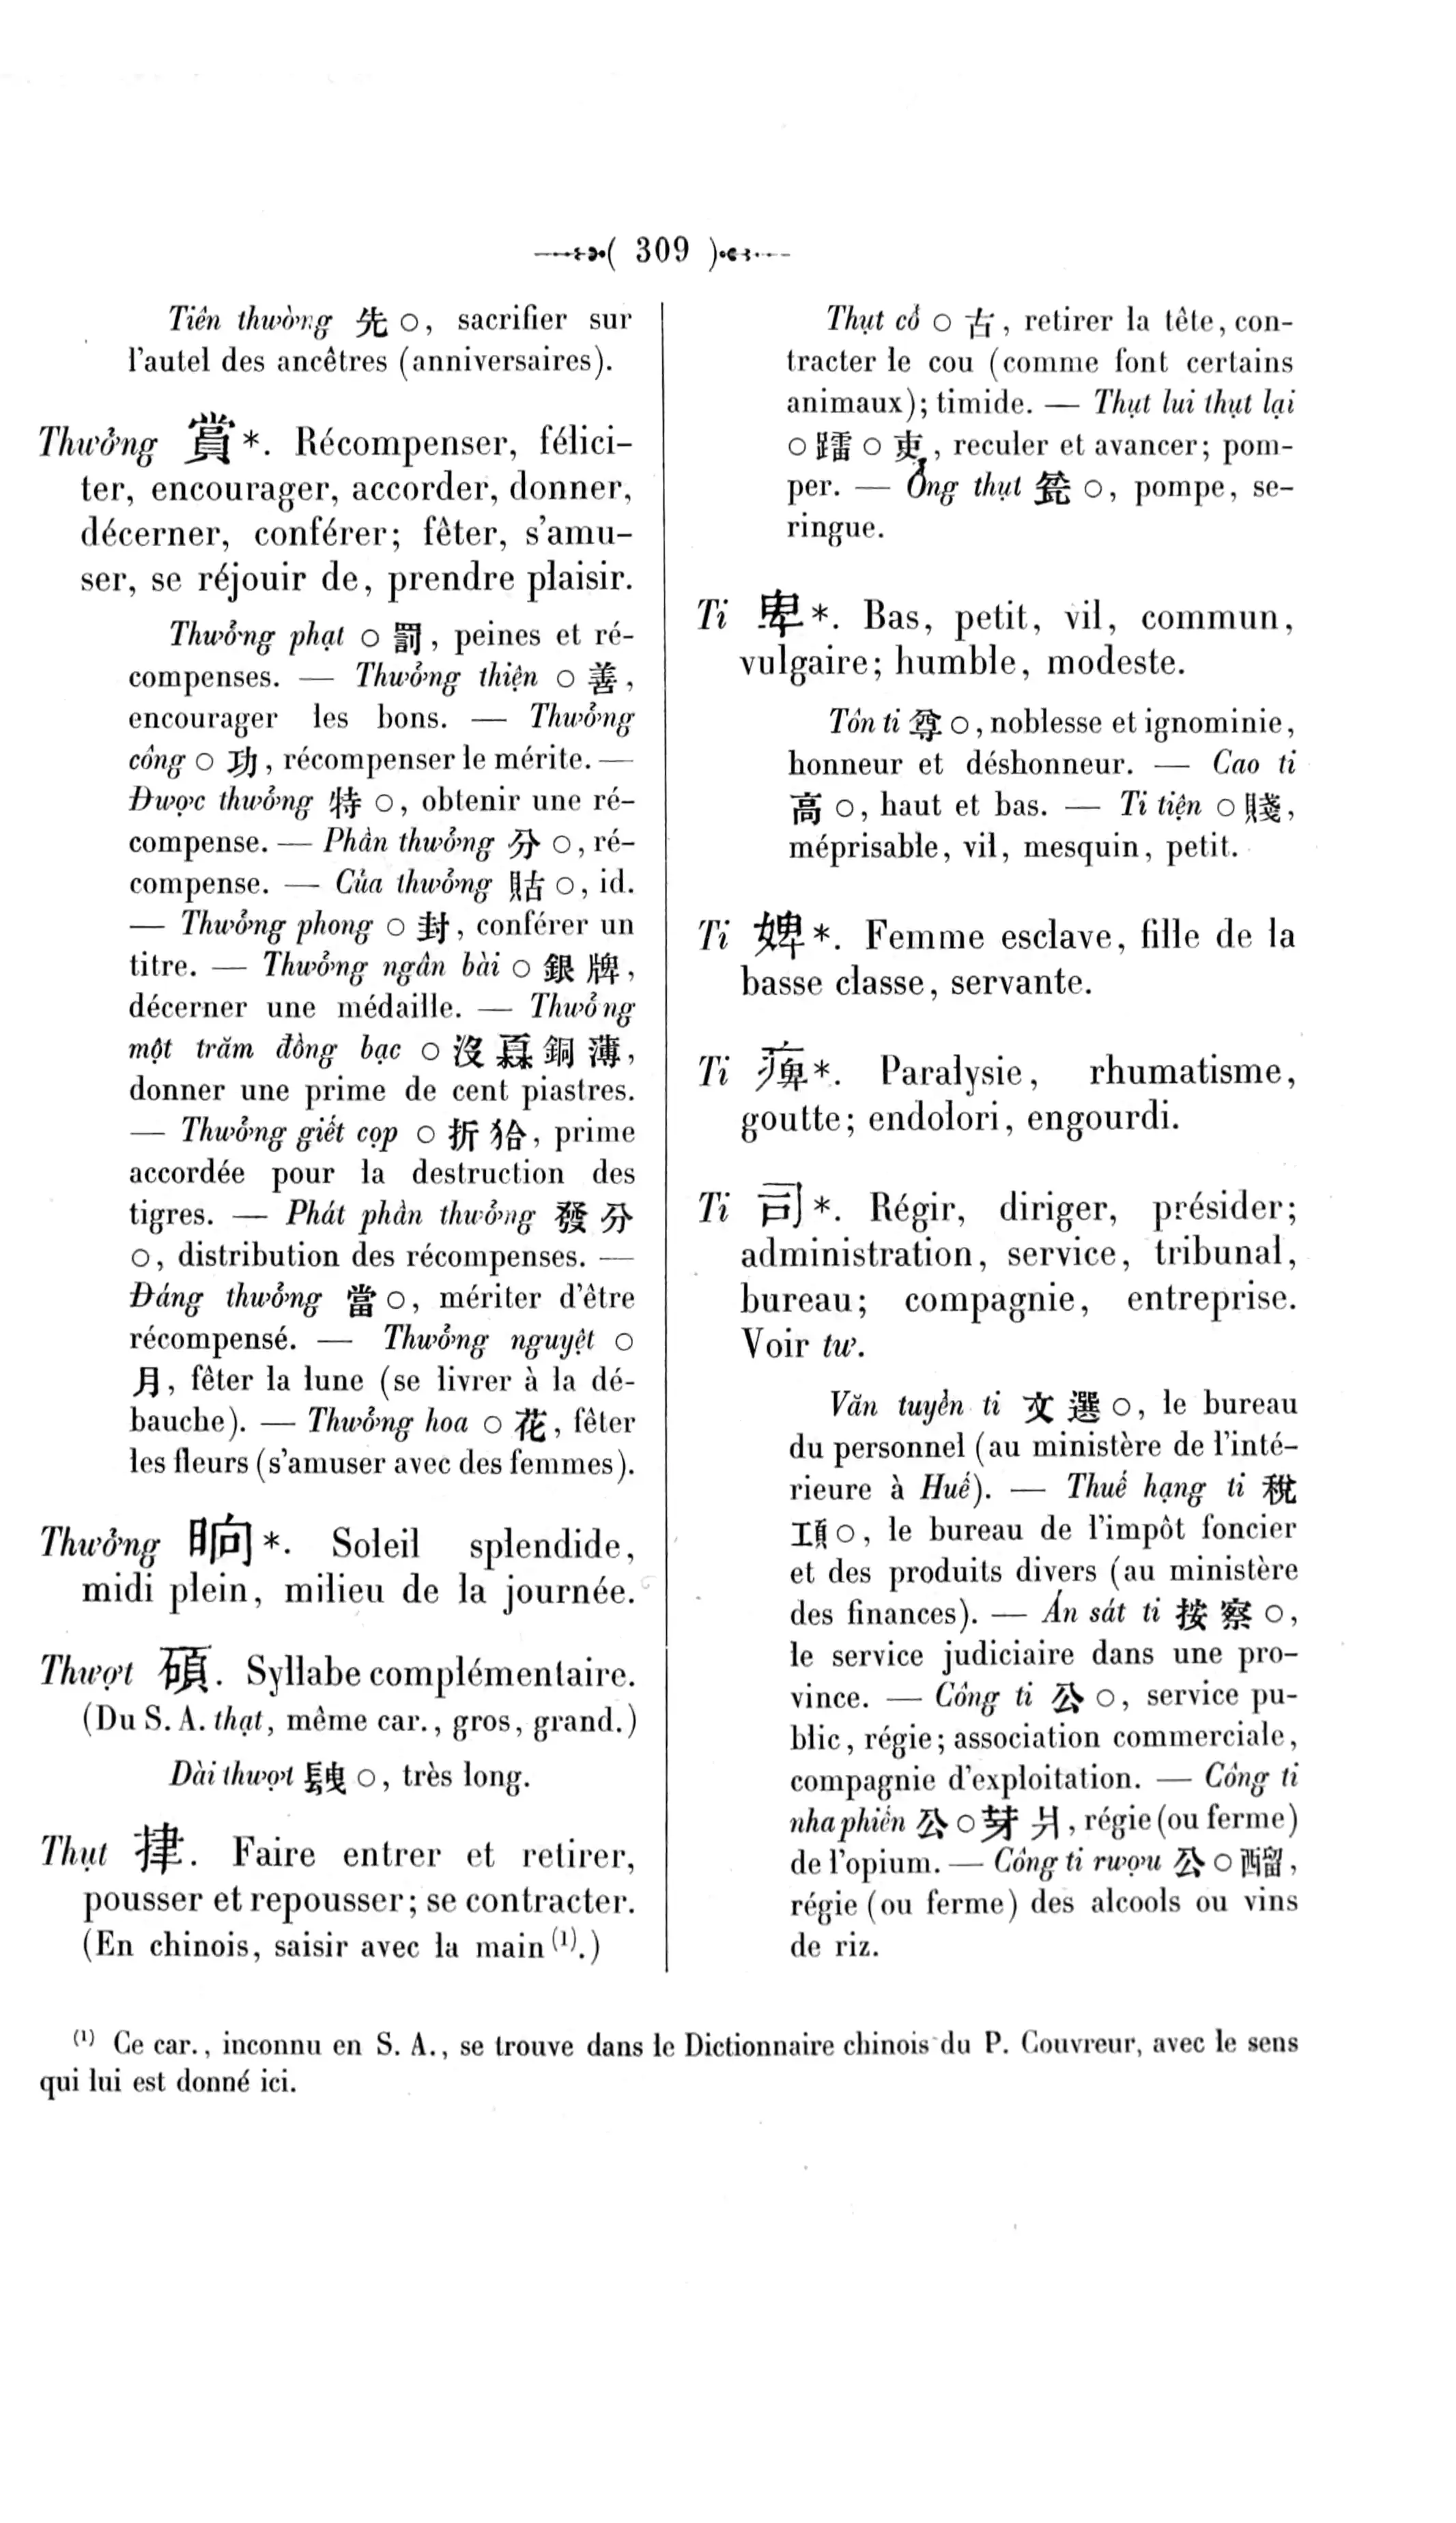 ( 309 )
Tiên thường 先 ○, sacrifier sur
l'autel des ancêtres (anniversaires).
Thưởng 賞*. Récompenser, félici-
ter, encourager, accorder, donner,
décerner, conférer; fêter, s'amu-
ser, se réjouir de, prendre plaisir.
Thưởng phạt ○ 罰, peines et ré-
compenses. — Thưởng thiện ○ 善,
encourager les bons. — Thưởng
công ○ 功, récompenser le mérite. —
Được thưởng 特 ○, obtenir une ré-
compense. — Phần thưởng 分 ○, ré-
compense. — Của thưởng 貼 ○, id.
— Thưởng phong ○ 封, conférer un
titre. — Thưởng ngân bài ○ 銀牌,
décerner une médaille. — Thưởng
một trăm đồng bạc ○ 沒𤾓銅薄,
donner une prime de cent piastres.
— Thưởng giết cọp ○ 折狯, prime
accordée pour la destruction des
tigres. — Phát phần thưởng 發分
○, distribution des récompenses. —
Đáng thưởng 當 ○, mériter d'être
récompensé. — Thưởng nguyệt ○
月, fêter la lune (se livrer à la dé-
bauche). — Thưởng hoa ○ 花, fêter
les fleurs (s'amuser avec des femmes).
Thưởng 晌*. Soleil splendide,
midi plein, milieu de la journée.
Thượt 碩. Syllabe complémentaire.
(Du S. A. thạt, même car., gros, grand.)
Dài thượt ○, très long.
Thụt 捸. Faire entrer et retirer,
pousser et repousser; se contracter.
(En chinois, saisir avec la main (1).)
Thụt cổ ○ 古, retirer la tête, con-
tracter le cou (comme font certains
animaux); timide. — Thụt lui thụt lại
○ ○, reculer et avancer; pom-
per. — Ống thụt ○, pompe, se-
ringue.
Ti 卑*. Bas, petit, vil, commun,
vulgaire; humble, modeste.
Tôn ti 尊 ○, noblesse et ignominie,
honneur et déshonneur. — Cao ti
高 ○, haut et bas. — Ti tiện ○ 賤,
méprisable, vil, mesquin, petit.
Ti 婢*. Femme esclave, fille de la
basse classe, servante.
Ti 痺*. Paralysie, rhumatisme,
goutte; endolori, engourdi.
Ti 司*. Régir, diriger, présider;
administration, service, tribunal,
bureau; compagnie, entreprise.
Voir tư.
Văn tuyển ti 文選 ○, le bureau
du personnel (au ministère de l'inté-
rieure à Huế). — Thuế hạng ti 稅
項 ○, le bureau de l'impôt foncier
et des produits divers (au ministère
des finances). — Án sát ti 按察 ○,
le service judiciaire dans une pro-
vince. — Công ti 公 ○, service pu-
blic, régie; association commerciale,
compagnie d'exploitation. — Công ti
nha phiến 公 ○ 芽片, régie (ou ferme)
de l'opium. — Công ti rượu 公 ○ 𨡕,
régie (ou ferme) des alcools ou vins
de riz.
(1) Ce car., inconnu en S. A., se trouve dans le Dictionnaire chinois du P. Couvreur, avec le sens
qui lui est donné ici.